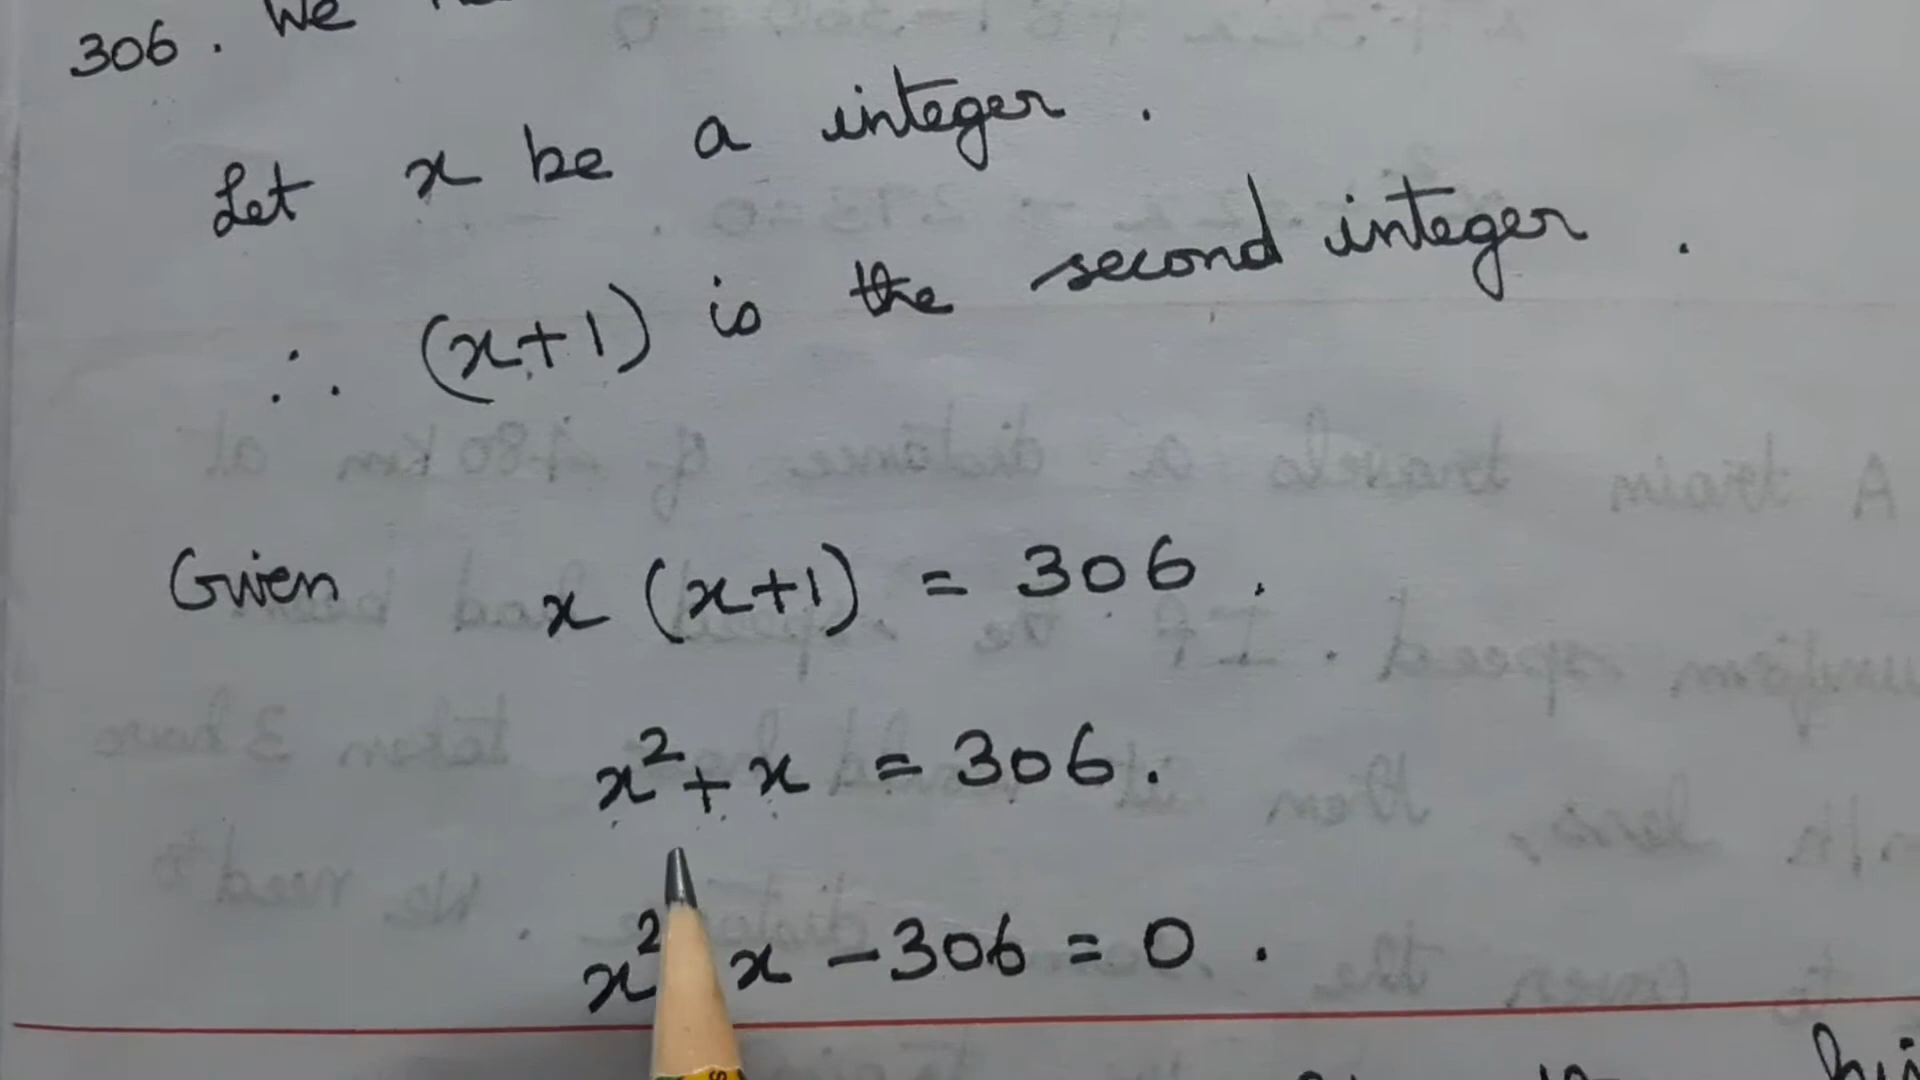 306. We
Let x be a integer.
∴ (x+1) is the second integer.
Given x (x+1) = 306.
x² + x = 306.
x² x - 306 = 0.